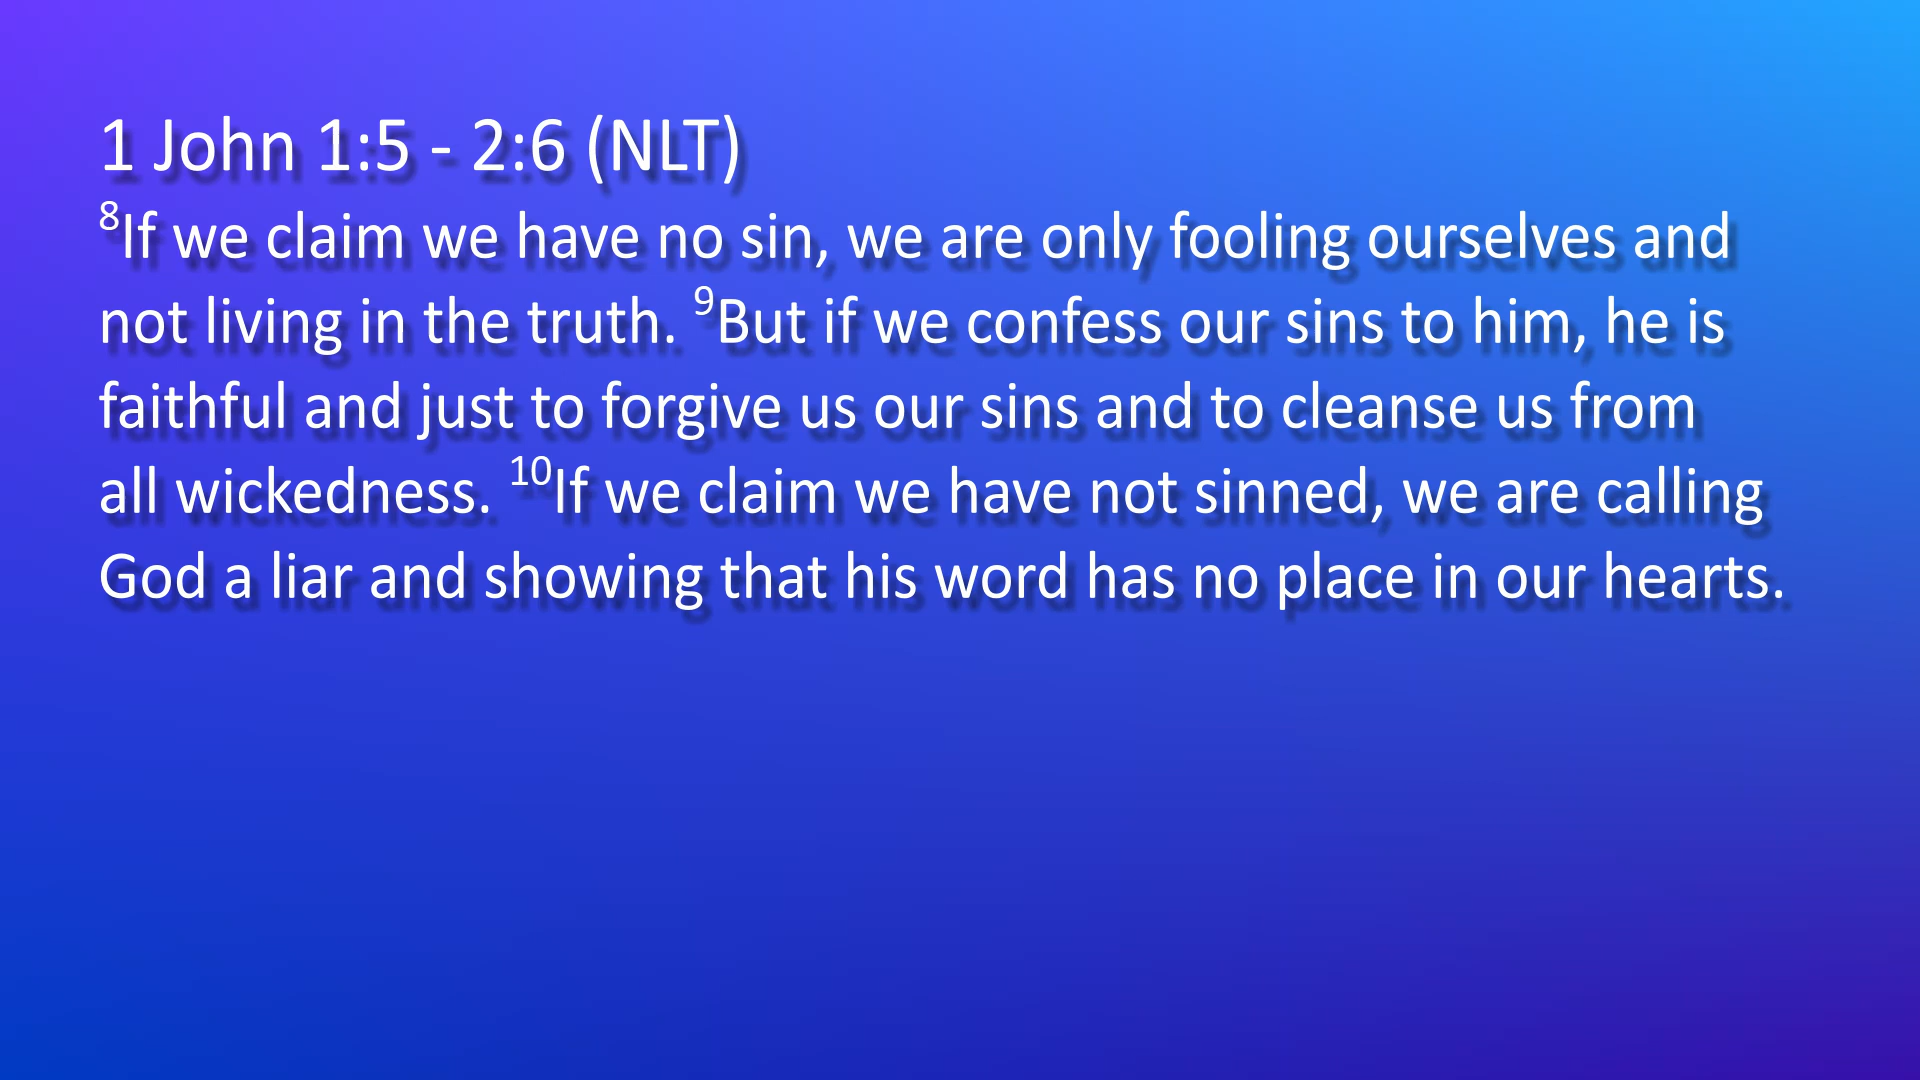 1 John 1:5 - 2:6 (NLT)
⁸If we claim we have no sin, we are only fooling ourselves and
not living in the truth. ⁹But if we confess our sins to him, he is
faithful and just to forgive us our sins and to cleanse us from
all wickedness. ¹⁰If we claim we have not sinned, we are calling
God a liar and showing that his word has no place in our hearts.